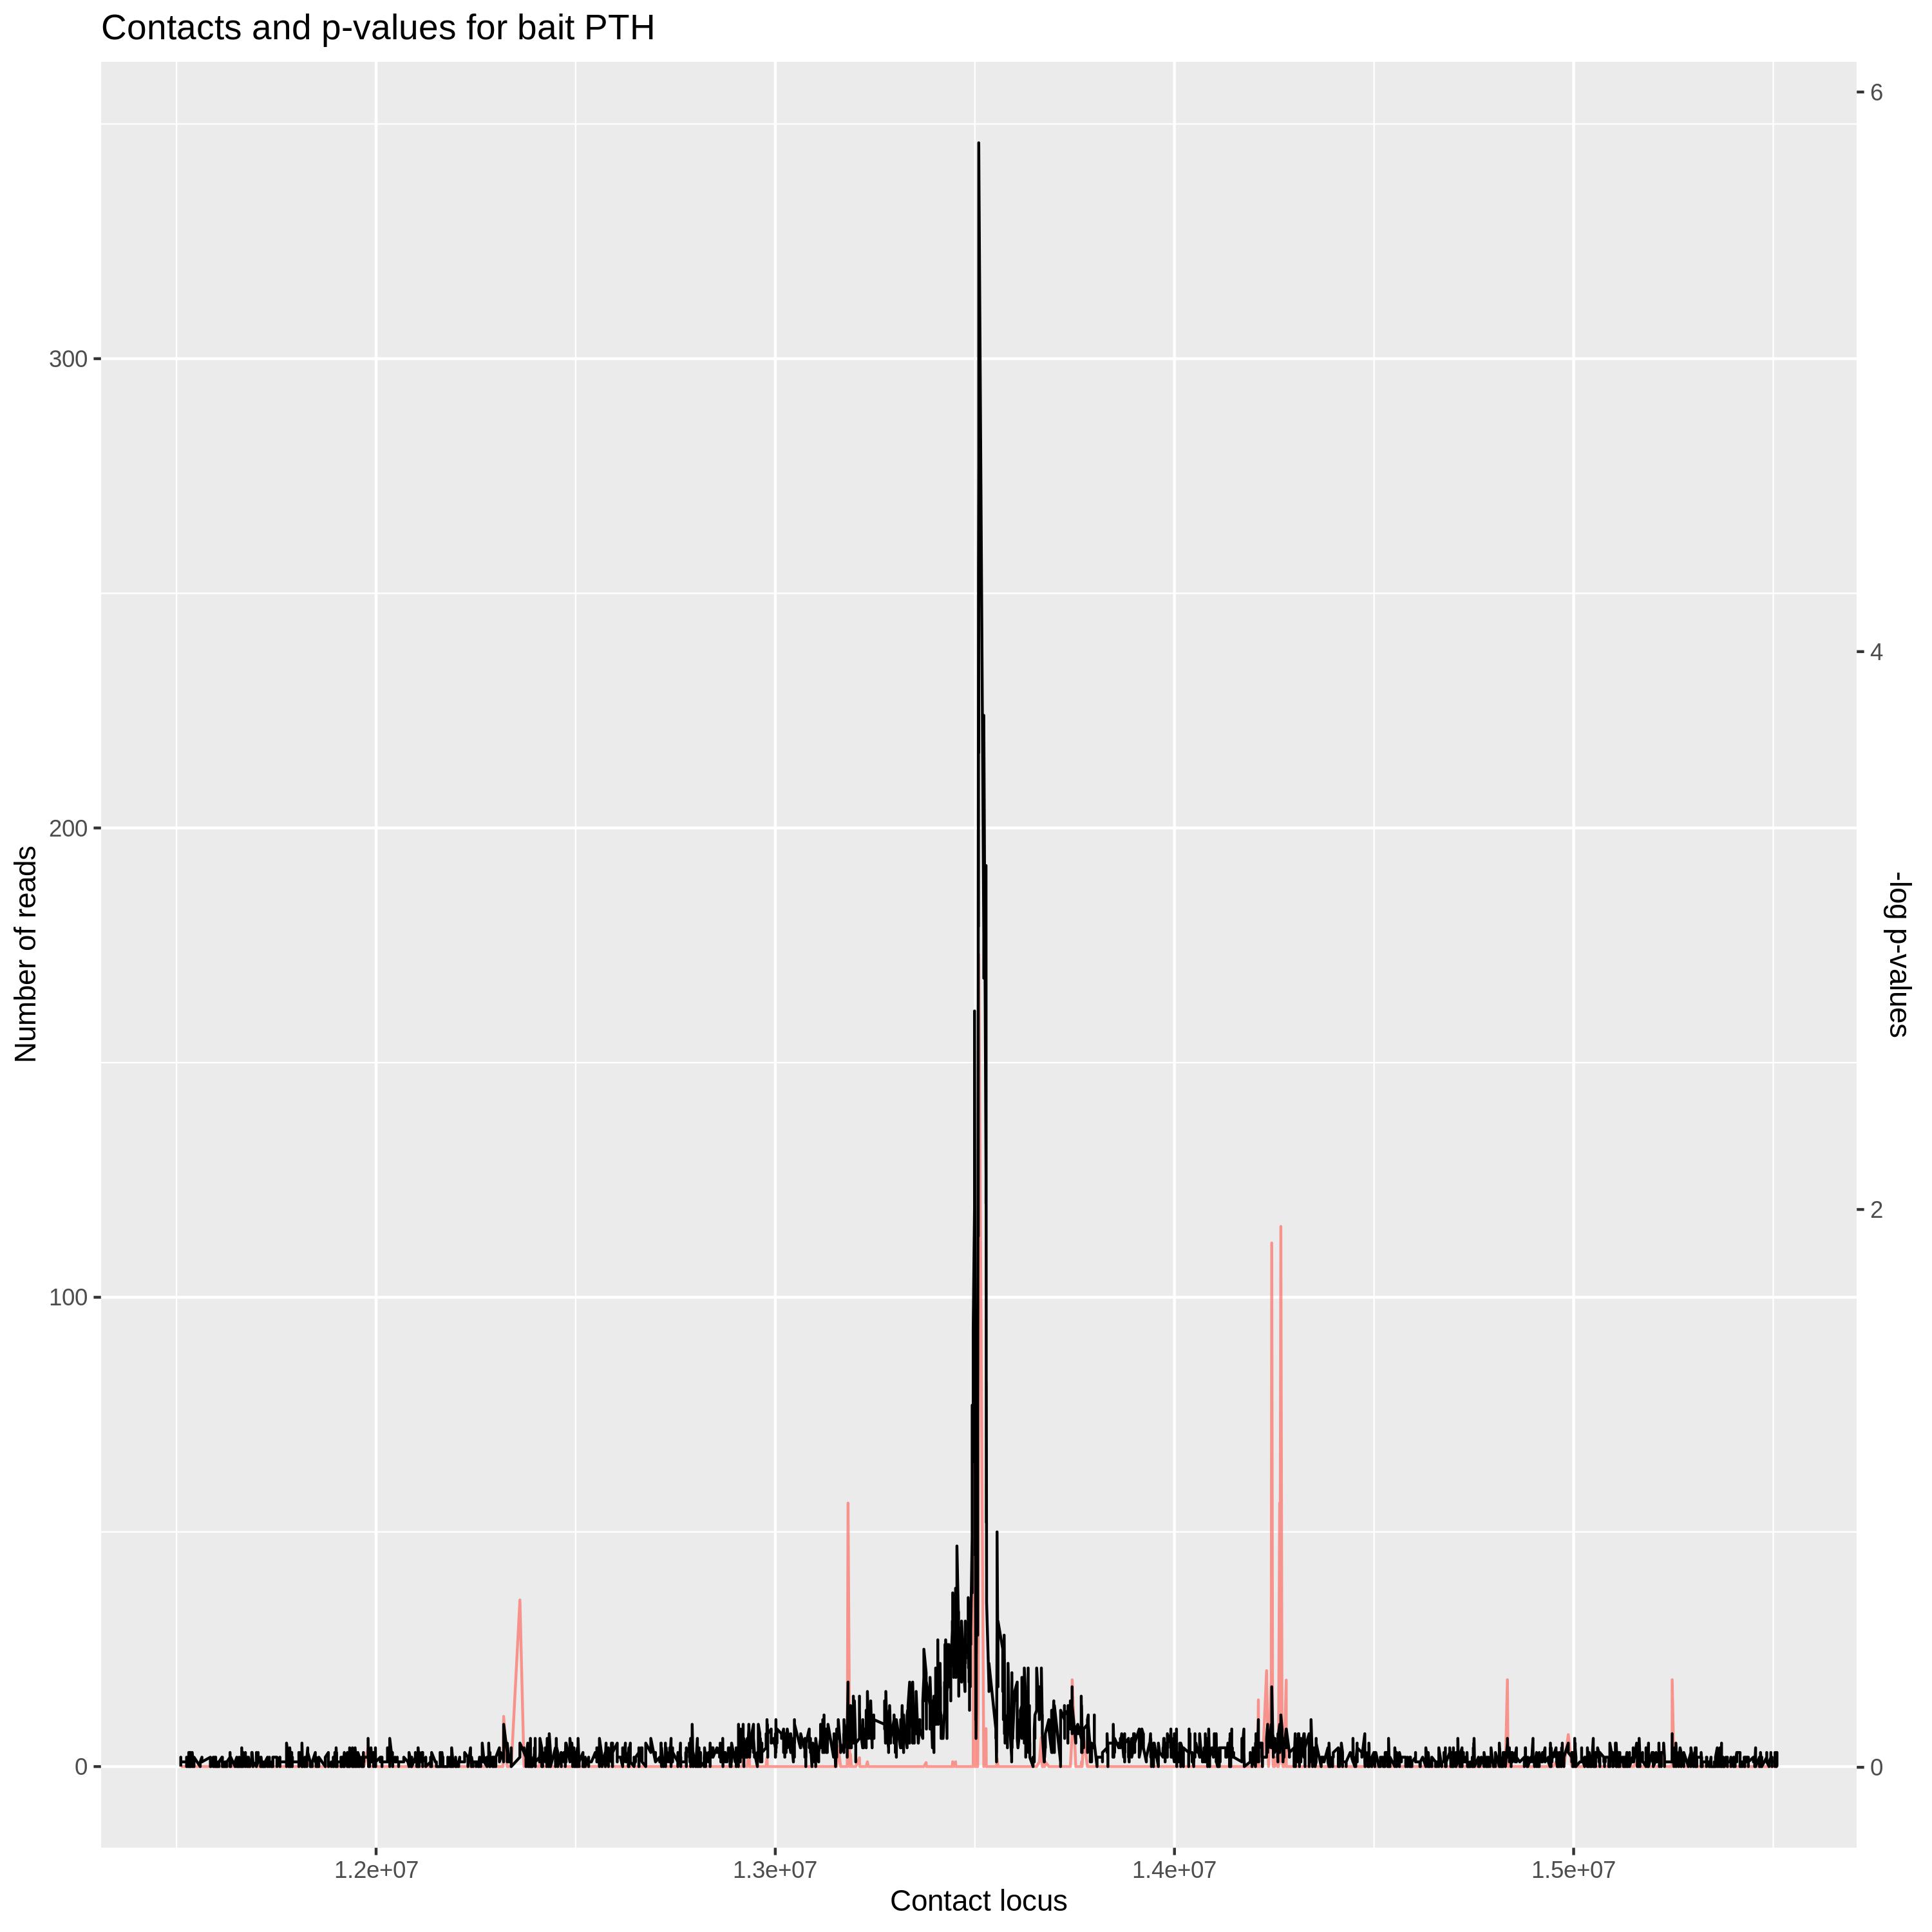 Contacts and p-values for bait PTH
Number of reads
300
200
100
0
6
4
2
0
-log p-values
1.2e+07
1.3e+07
1.4e+07
1.5e+07
Contact locus